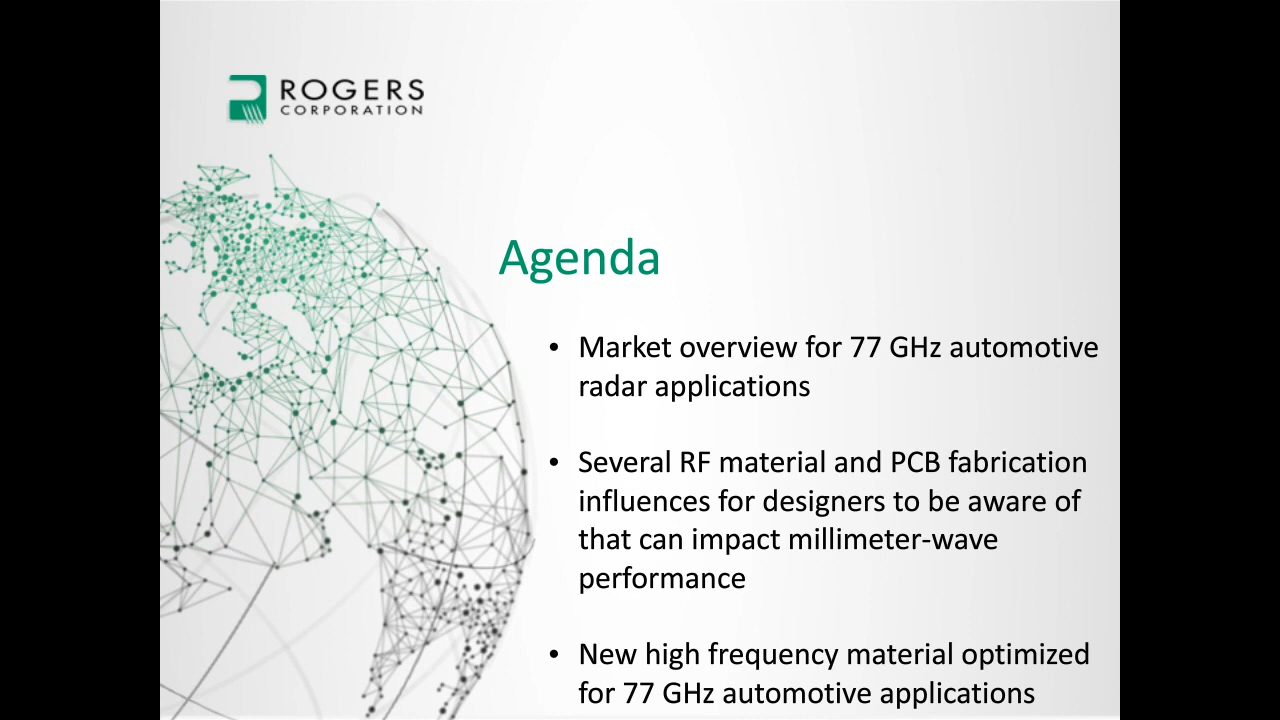 ROGERS
CORPORATION
Agenda
• Market overview for 77 GHz automotive
radar applications
• Several RF material and PCB fabrication
influences for designers to be aware of
that can impact millimeter-wave
performance
• New high frequency material optimized
for 77 GHz automotive applications